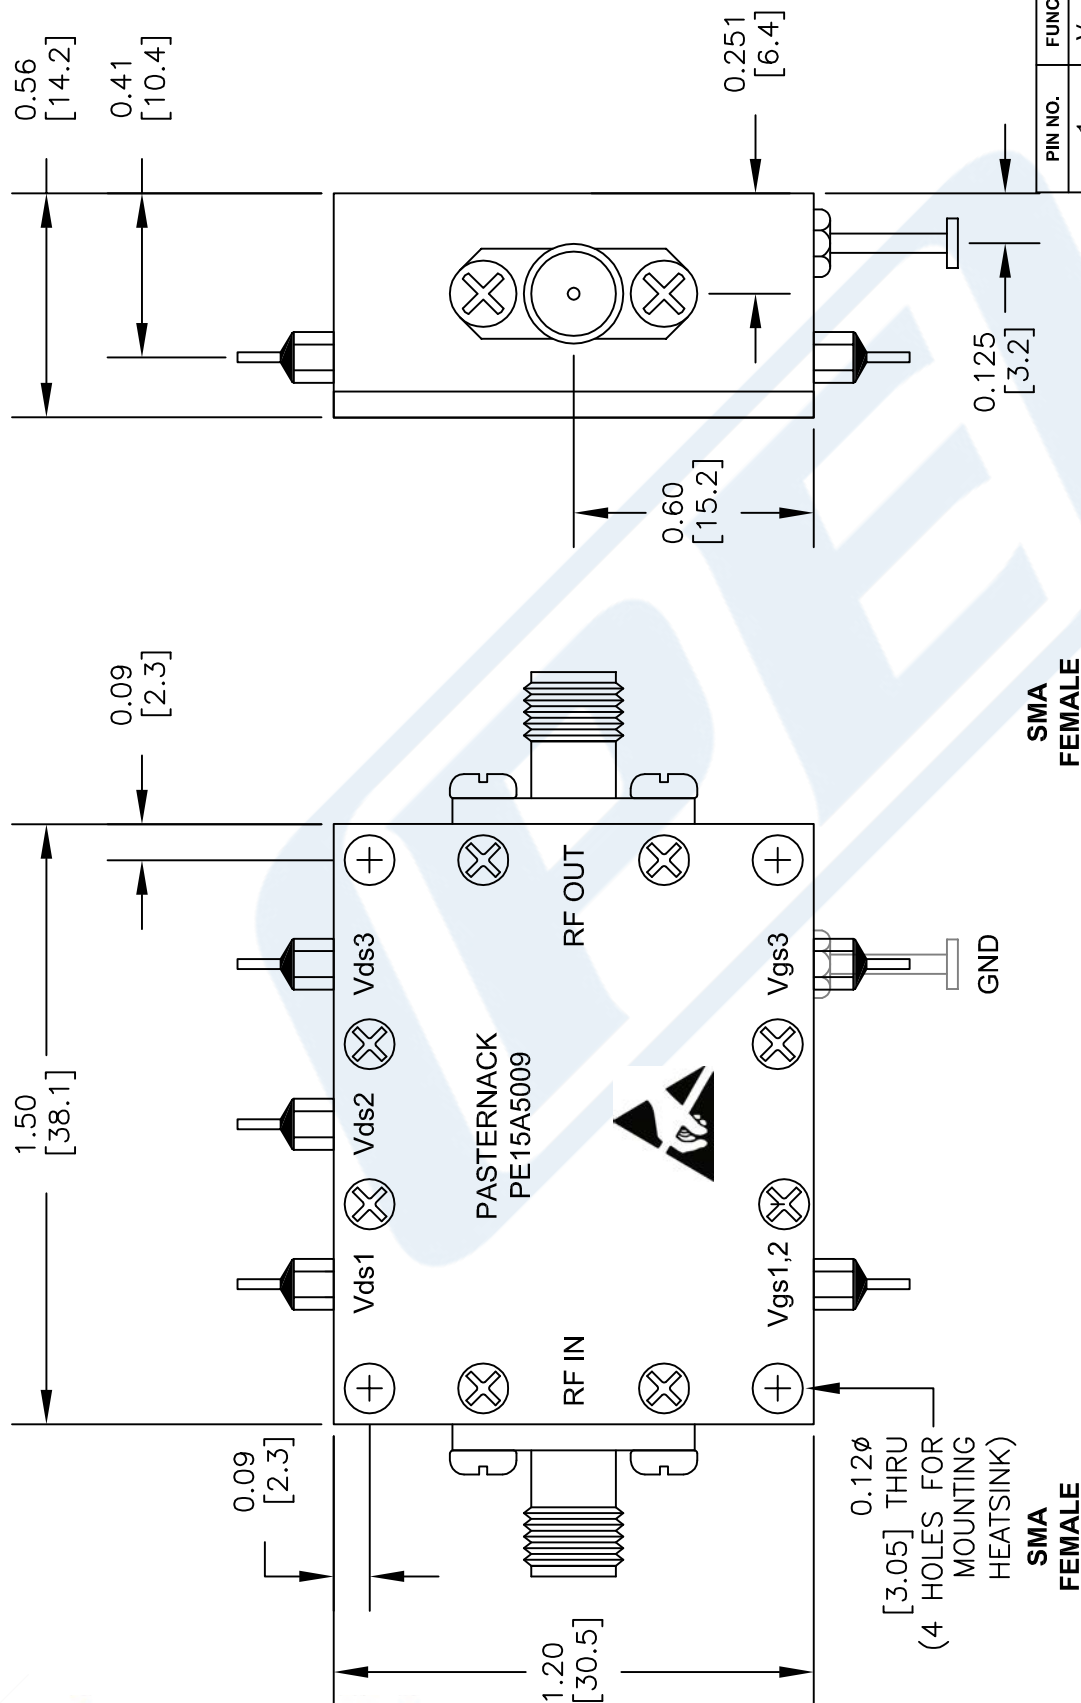 0.56
[14.2]
0.41
[10.4]
0.251
[6.4]
0.125
[3.2]
0.60
[15.2]
PIN NO.
1.50
[38.1]
0.09
[2.3]
0.09
[2.3]
1.20
[30.5]
Vds1
Vds2
Vds3
PASTERNACK
PE15A5009
RF IN
RF OUT
Vgs1,2
Vgs3
GND
0.12ø
[3.05] THRU
(4 HOLES FOR
MOUNTING
HEATSINK)
SMA
FEMALE
SMA
FEMALE